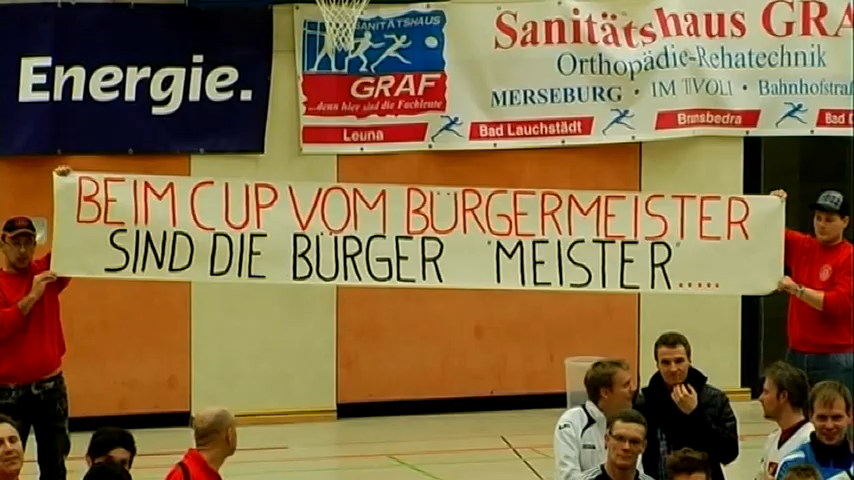 Energie.
SANITÄTSHAUS
GRAF
...denn hier sind die Fachleute
Leuna
Sanitätshaus GRA
Orthopädie-Rehatechnik
MERSEBURG · IM TIVOLI · Bahnhofstra
Bad Lauchstädt
Braunsbedra
Bad D
BEIM CUP VOM BÜRGERMEISTER
SIND DIE BÜRGER "MEISTER".....